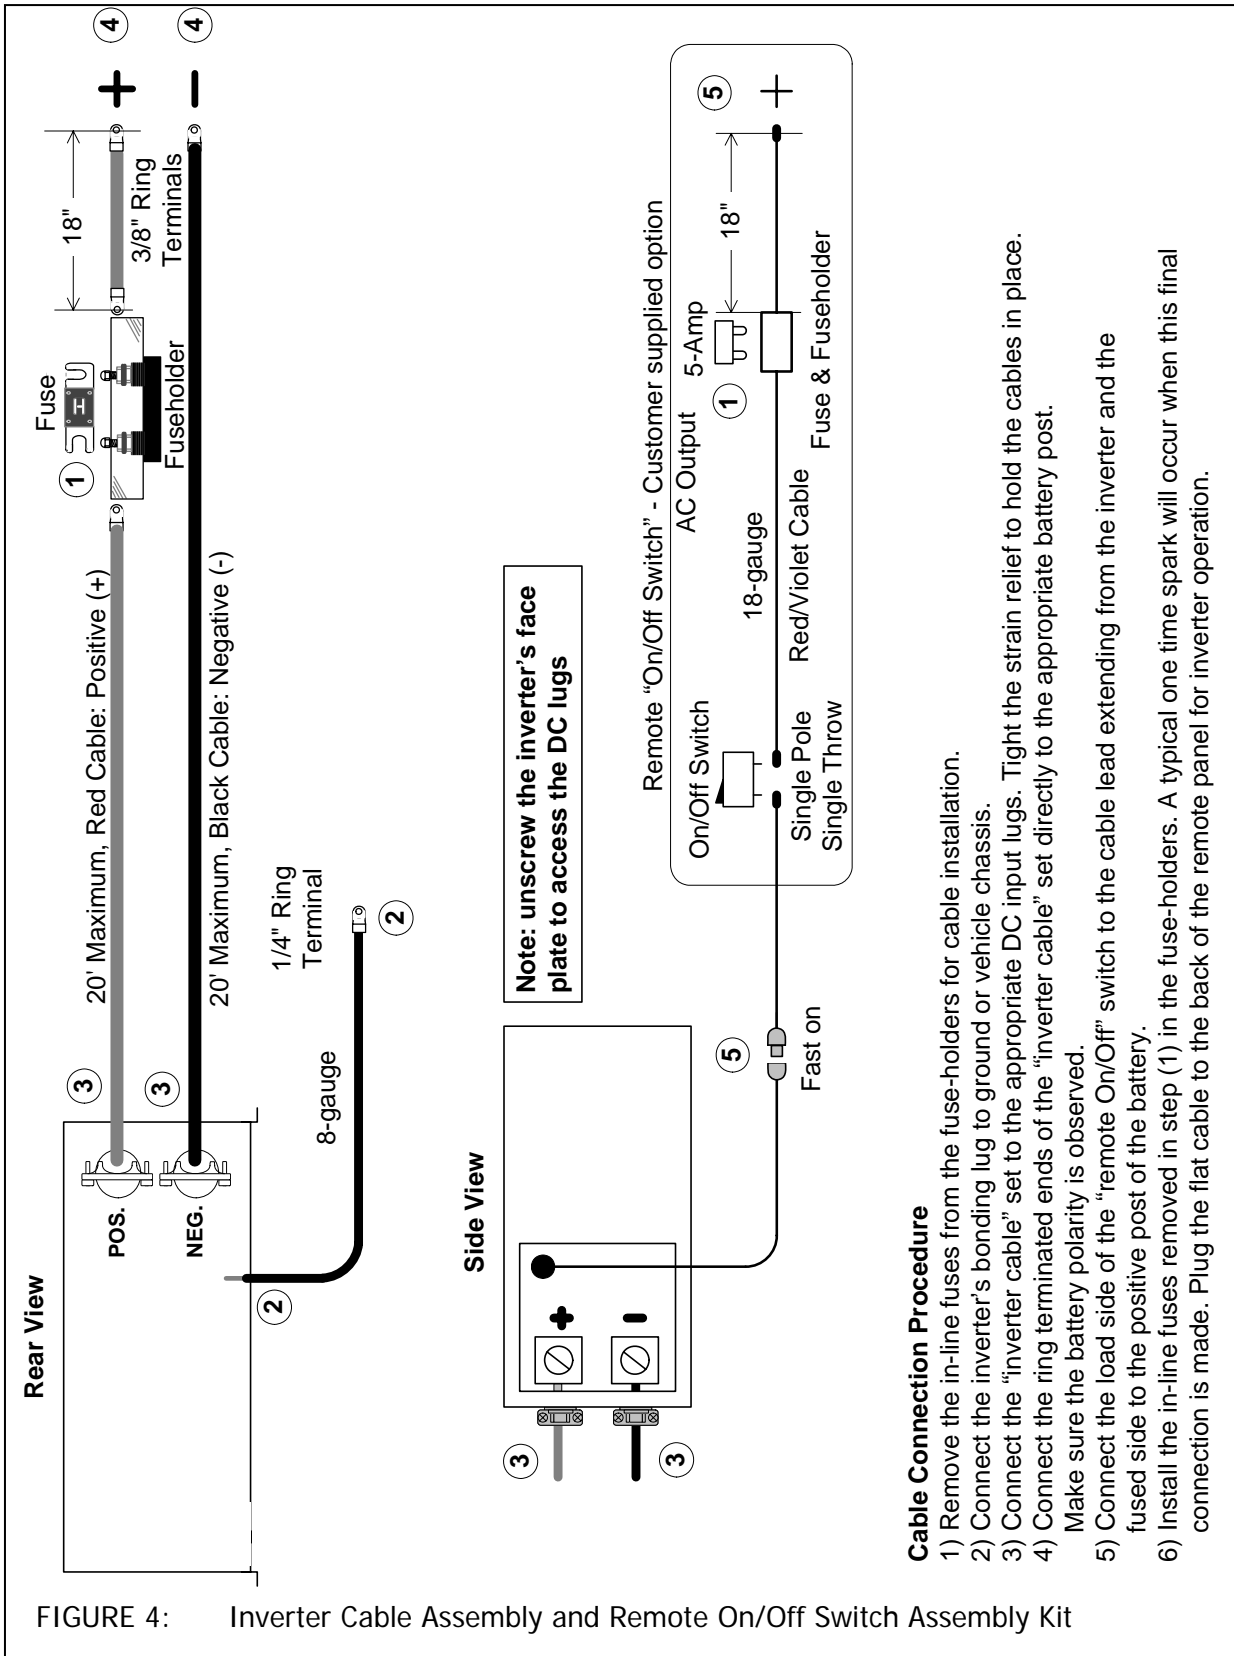 Rear View
POS.
NEG.
3
3
20' Maximum, Red Cable: Positive (+)
20' Maximum, Black Cable: Negative (-)
1
Fuse
Fuseholder
18"
3/8" Ring
Terminals
+
4
-
4
2
8-gauge
1/4" Ring
Terminal
2
Side View
+
-
3
3
Note: unscrew the inverter's face
plate to access the DC lugs
5
Fast on
Remote “On/Off Switch” - Customer supplied option
On/Off Switch
Single Pole
Single Throw
AC Output
18-gauge
Red/Violet Cable
1
5-Amp
Fuse & Fuseholder
18"
5
+
Cable Connection Procedure
1) Remove the in-line fuses from the fuse-holders for cable installation.
2) Connect the inverter's bonding lug to ground or vehicle chassis.
3) Connect the “inverter cable” set to the appropriate DC input lugs. Tight the strain relief to hold the cables in place.
4) Connect the ring terminated ends of the “inverter cable” set directly to the appropriate battery post.
Make sure the battery polarity is observed.
5) Connect the load side of the “remote On/Off” switch to the cable lead extending from the inverter and the
fused side to the positive post of the battery.
6) Install the in-line fuses removed in step (1) in the fuse-holders. A typical one time spark will occur when this final
connection is made. Plug the flat cable to the back of the remote panel for inverter operation.
FIGURE 4: Inverter Cable Assembly and Remote On/Off Switch Assembly Kit